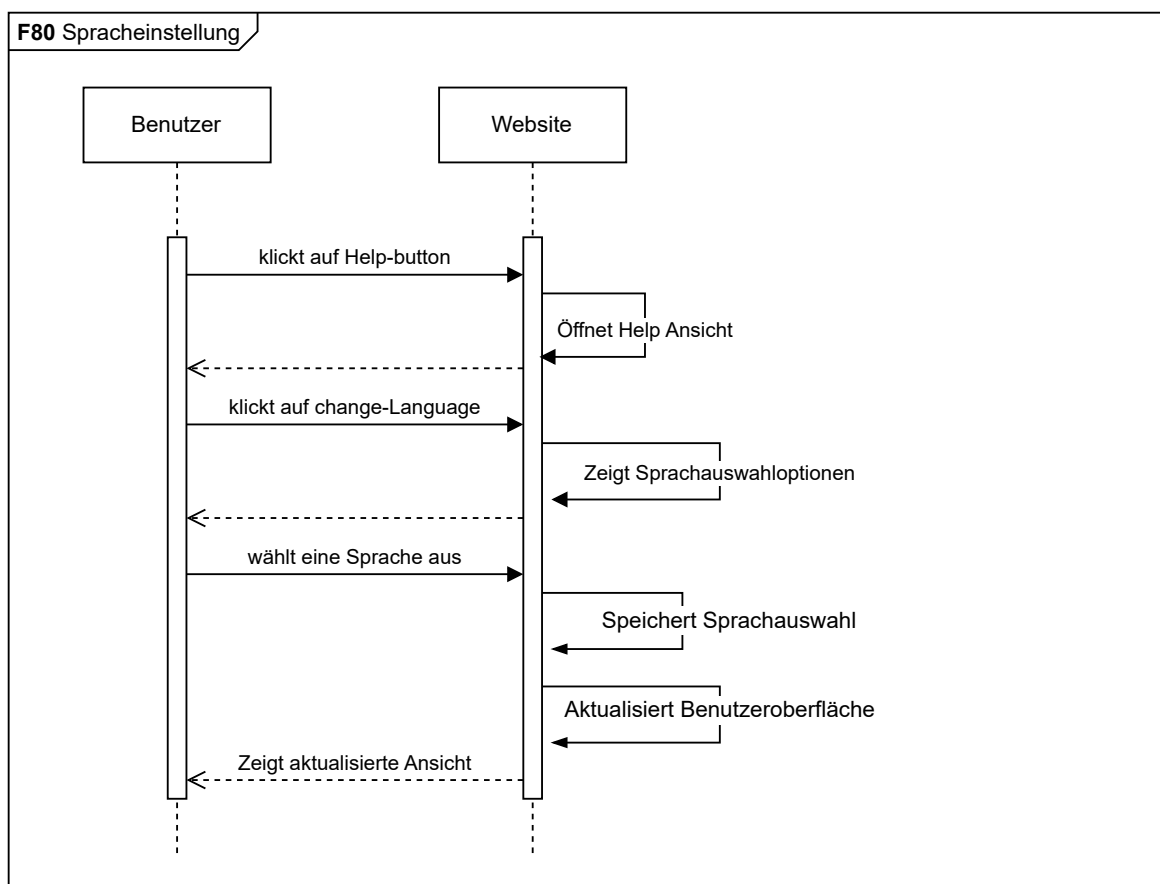 F80 Spracheinstellung
Benutzer
Website
klickt auf Help-button
Öffnet Help Ansicht
klickt auf change-Language
Zeigt Sprachauswahloptionen
wählt eine Sprache aus
Speichert Sprachauswahl
Aktualisiert Benutzeroberfläche
Zeigt aktualisierte Ansicht